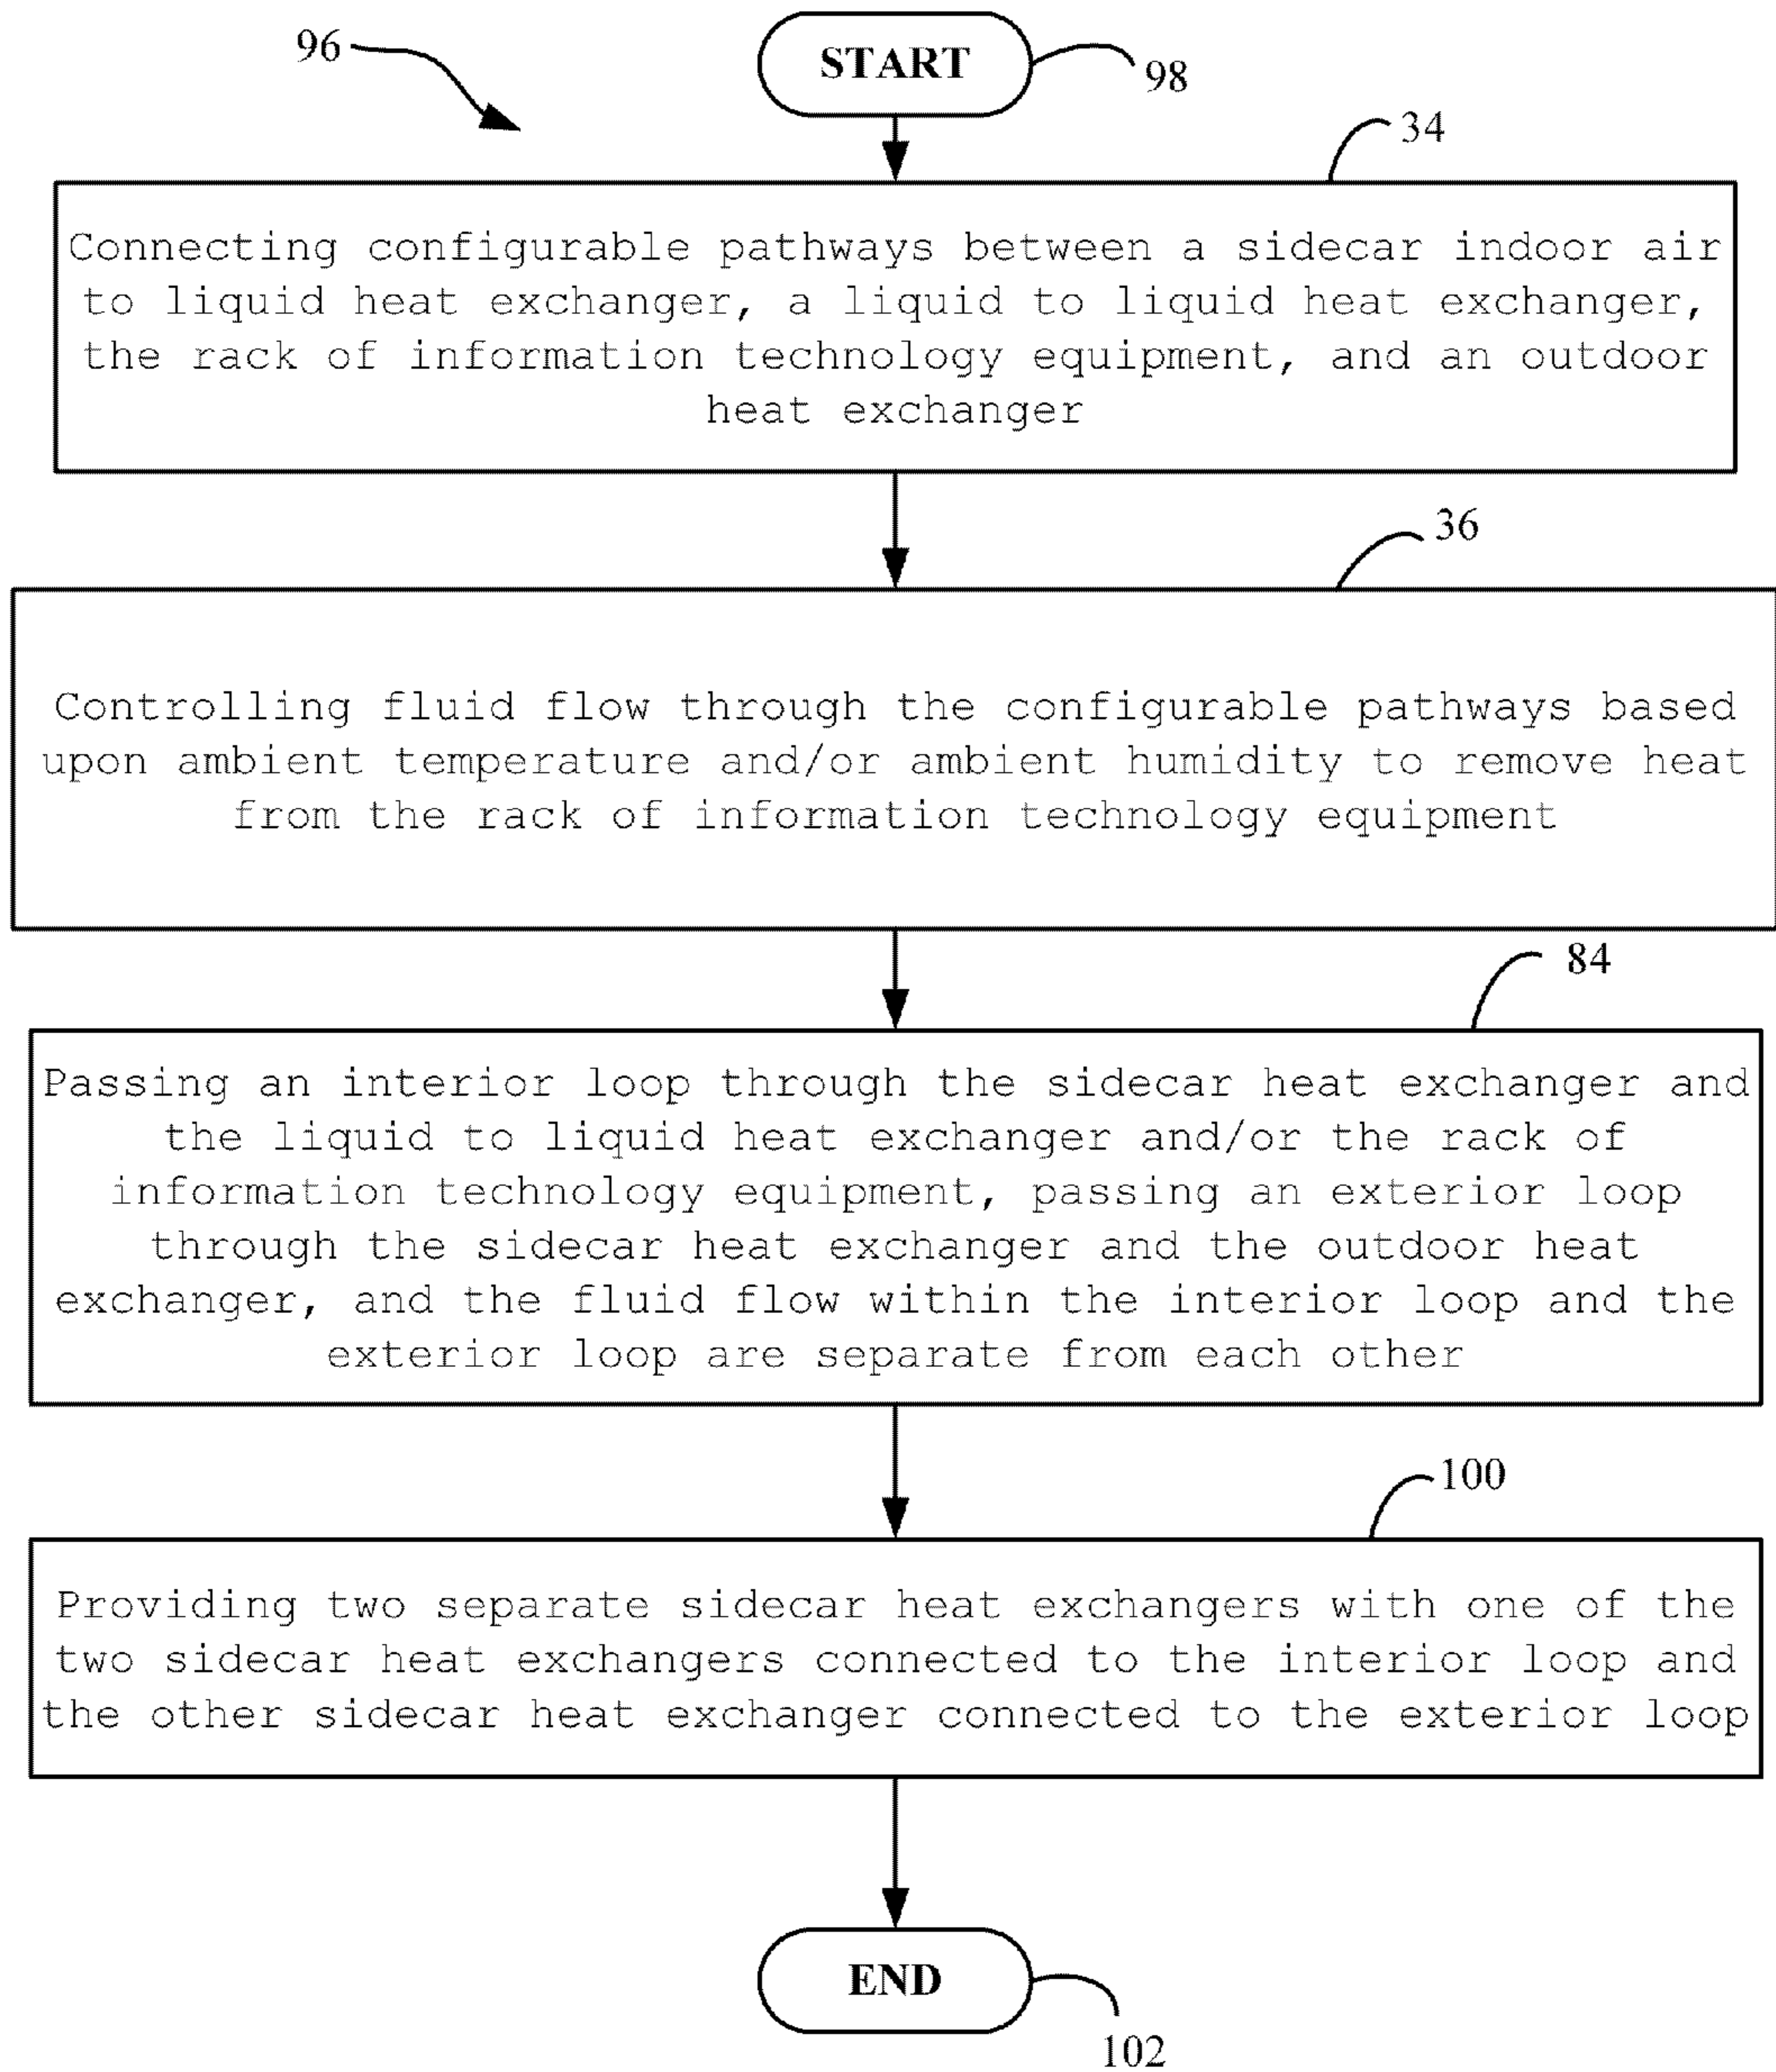 96
START
98
34
Connecting configurable pathways between a sidecar indoor air
to liquid heat exchanger, a liquid to liquid heat exchanger,
the rack of information technology equipment, and an outdoor
heat exchanger
36
Controlling fluid flow through the configurable pathways based
upon ambient temperature and/or ambient humidity to remove heat
from the rack of information technology equipment
84
Passing an interior loop through the sidecar heat exchanger and
the liquid to liquid heat exchanger and/or the rack of
information technology equipment, passing an exterior loop
through the sidecar heat exchanger and the outdoor heat
exchanger, and the fluid flow within the interior loop and the
exterior loop are separate from each other
100
Providing two separate sidecar heat exchangers with one of the
two sidecar heat exchangers connected to the interior loop and
the other sidecar heat exchanger connected to the exterior loop
END
102